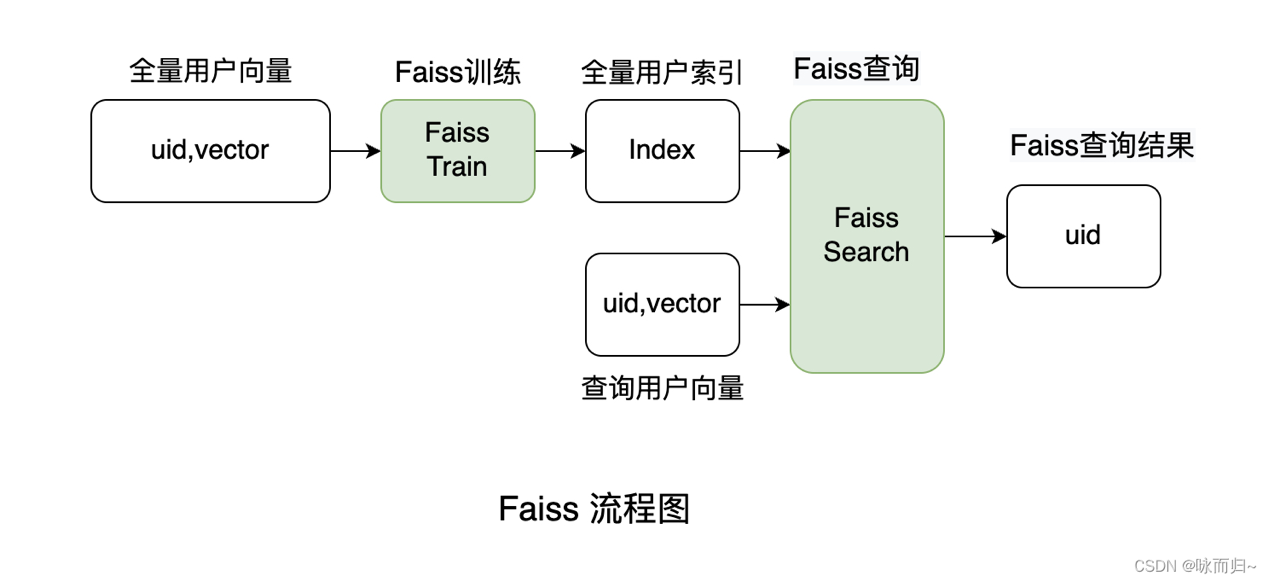 全量用户向量
uid,vector
Faiss训练
Faiss
Train
全量用户索引
Index
uid,vector
查询用户向量
Faiss查询
Faiss
Search
Faiss查询结果
uid
Faiss 流程图
CSDN @咏而归~